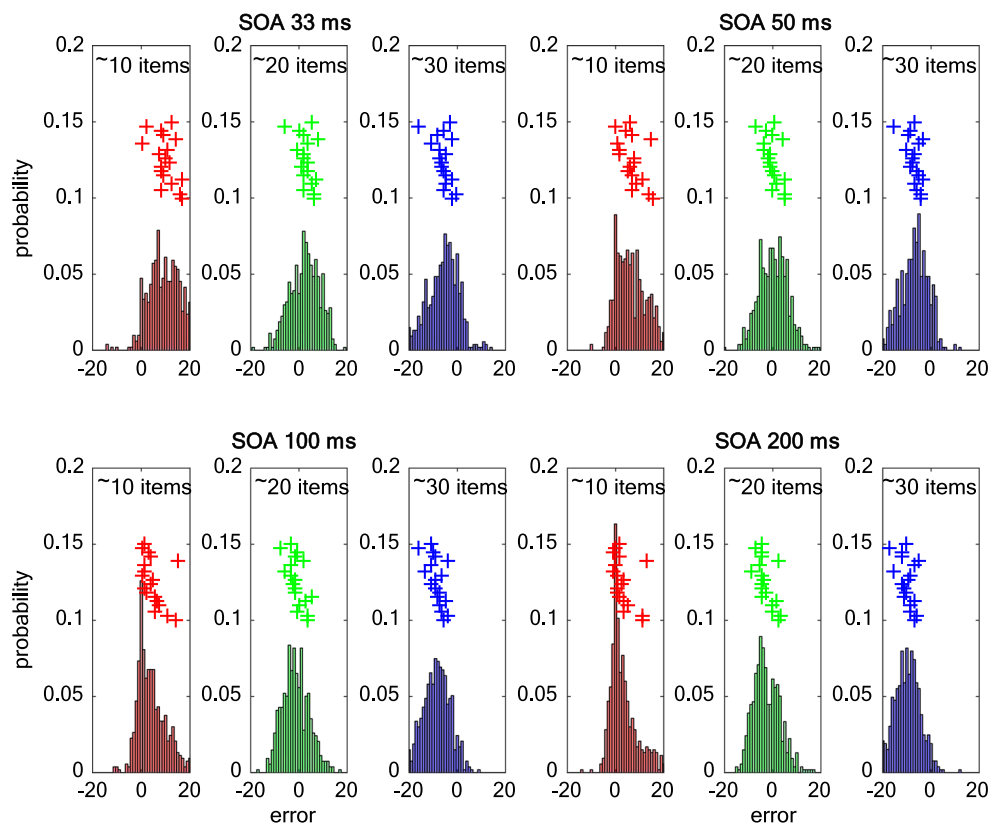 SOA 33 ms
SOA 50 ms
0.2 0.2 0.2 0.2 0.2 0.2
~10 items ~20 items ~30 items ~10 items ~20 items ~30 items
0.15 0.15 0.15 0.15 0.15 0.15
probability
0.1 0.1 0.1 0.1 0.1 0.1
0.05 0.05 0.05 0.05 0.05 0.05
0 0 0 0 0 0
-20 0 20 -20 0 20 -20 0 20 -20 0 20 -20 0 20 -20 0 20
SOA 100 ms
SOA 200 ms
0.2 0.2 0.2 0.2 0.2 0.2
~10 items ~20 items ~30 items ~10 items ~20 items ~30 items
0.15 0.15 0.15 0.15 0.15 0.15
probability
0.1 0.1 0.1 0.1 0.1 0.1
0.05 0.05 0.05 0.05 0.05 0.05
0 0 0 0 0 0
-20 0 20 -20 0 20 -20 0 20 -20 0 20 -20 0 20 -20 0 20
error error